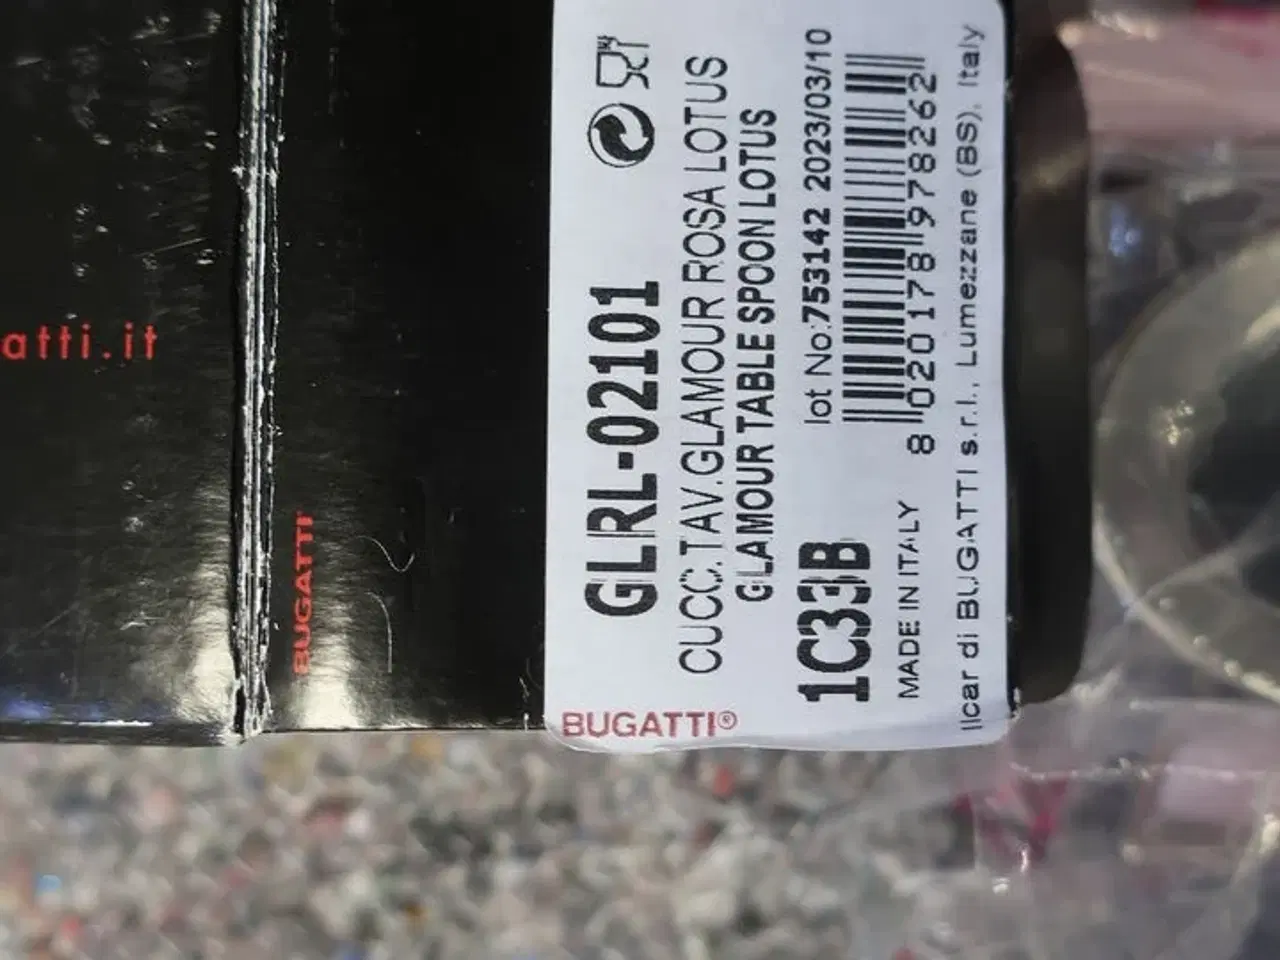 atti.it
BUGATTI
BUGATTI®
GLRL-02101
CUCC.TAV.GLAMOUR ROSA LOTUS
GLAMOUR TABLE SPOON LOTUS
1C33B
lot No:753142 2023/03/10
8 020178 978262
MADE IN ITALY
Ilcar di BUGATTI s.r.l., Lumezzane (BS), Italy